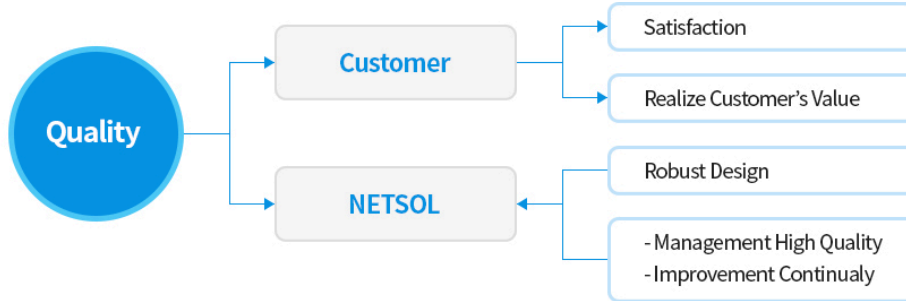 Quality
Customer
Satisfaction
Realize Customer's Value
NETSOL
Robust Design
- Management High Quality
- Improvement Continualy